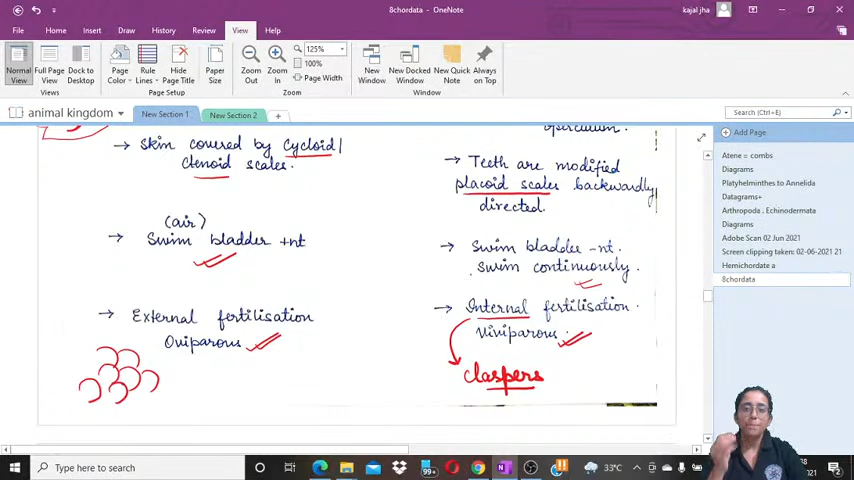 8chordata - OneNote
kajal jha
File Home Insert Draw History Review View Help
125%
100%
Page Width
Normal View
Full Page View
Dock to Desktop
Page Color
Rule Lines
Hide Page Title
Paper Size
Zoom Out
Zoom In
New Window
New Docked Window
New Quick Note
Always on Top
Views
Page Setup
Zoom
Window
animal kingdom
New Section 1
New Section 2
Search (Ctrl+E)
Add Page
Atene = combs
Diagrams
Platyhelminthes to Annelida
Datagrams+
Arthropoda . Echinodermata
Diagrams
Adobe Scan 02 Jun 2021
Screen clipping taken: 02-06-2021 21
Hemichordate a
8chordata
→ Skin covered by Cycloid/
Ctenoid scales.
(air)
→ Swim bladder +nt
→ External fertilisation
Oviparous
operculum.
→ Teeth are modified
placoid scales backwardly
directed.
→ Swim bladder -nt.
Swim continuously.
→ Internal fertilisation.
Viviparous.
claspers
Type here to search
99+
33°C